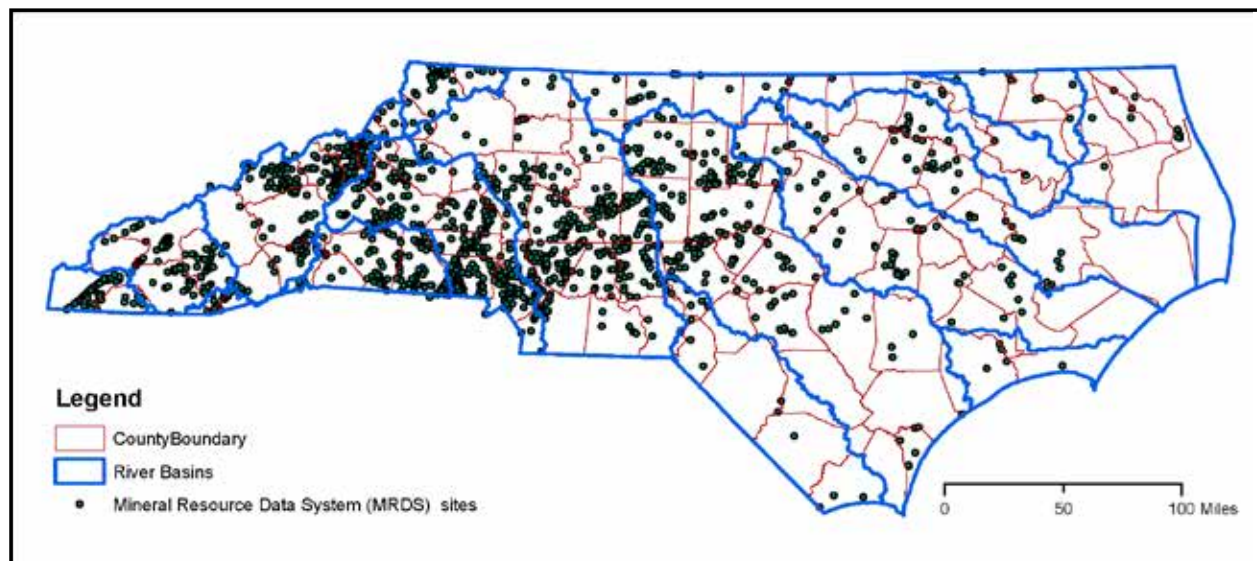 Legend
CountyBoundary
River Basins
Mineral Resource Data System (MRDS) sites
0 50 100 Miles